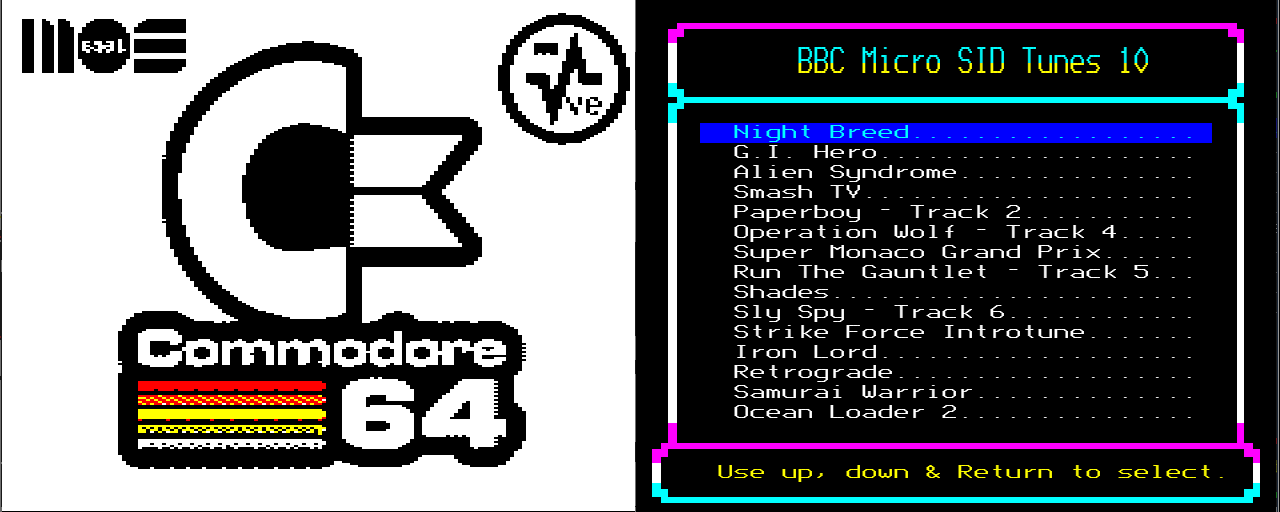 ve
Commodore
64
BBC Micro SID Tunes 10
Night Breed..................
G.I. Hero....................
Alien Syndrome...............
Smash TV.....................
Paperboy - Track 2...........
Operation Wolf - Track 4.....
Super Monaco Grand Prix......
Run The Gauntlet - Track 5...
Shades.......................
Sly Spy - Track 6............
Strike Force Introtune.......
Iron Lord....................
Retrograde...................
Samurai Warrior..............
Ocean Loader 2...............
Use up, down & Return to select.